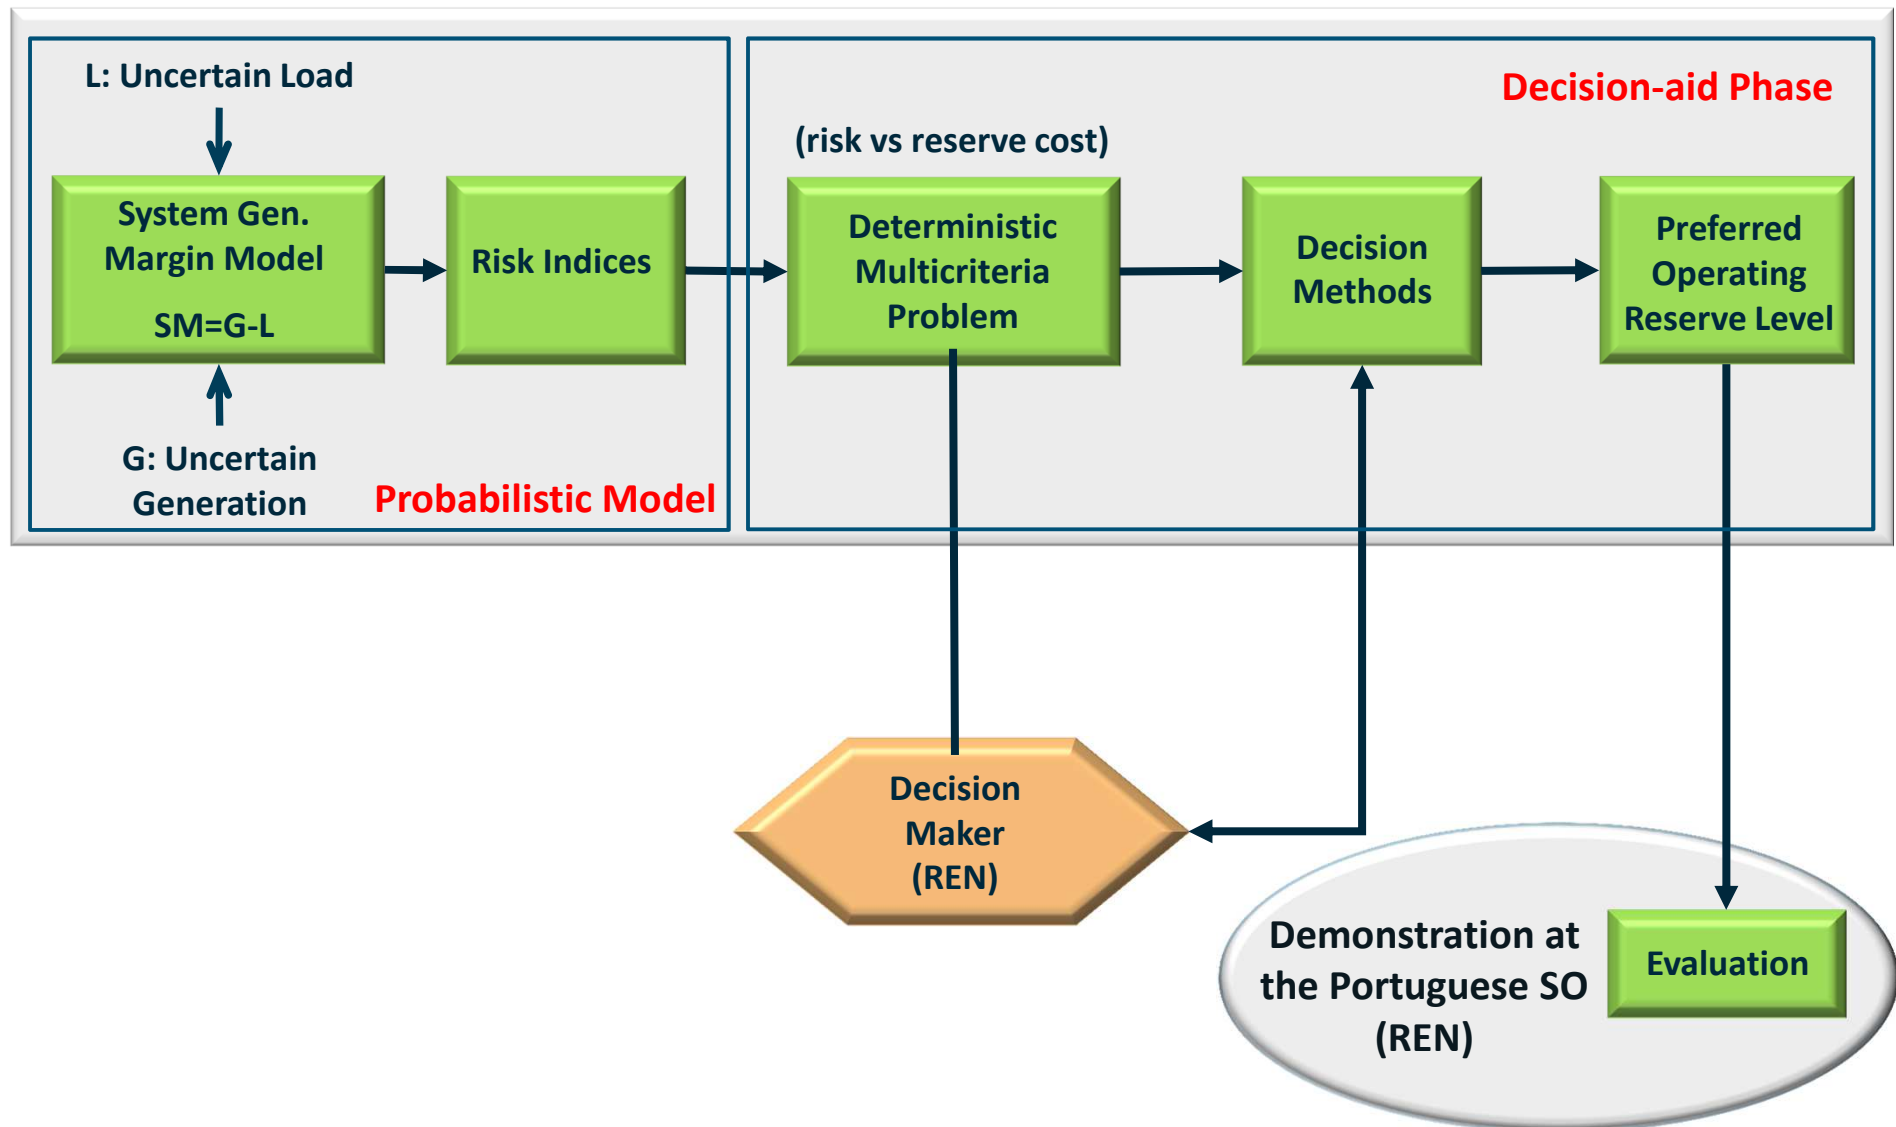 L: Uncertain Load
System Gen.
Margin Model
SM=G-L
G: Uncertain
Generation
Probabilistic Model
Risk Indices
Decision-aid Phase
(risk vs reserve cost)
Deterministic
Multicriteria
Problem
Decision
Methods
Preferred
Operating
Reserve Level
Decision
Maker
(REN)
Demonstration at
the Portuguese SO
(REN)
Evaluation